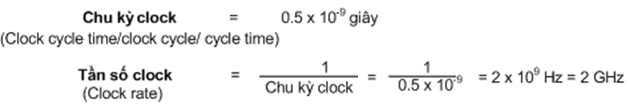 Chu kỳ clock = 0.5 x 10⁻⁹ giây
(Clock cycle time/clock cycle/ cycle time)
Tần số clock = 1 / Chu kỳ clock = 1 / 0.5 x 10⁻⁹ = 2 x 10⁹ Hz = 2 GHz
(Clock rate)